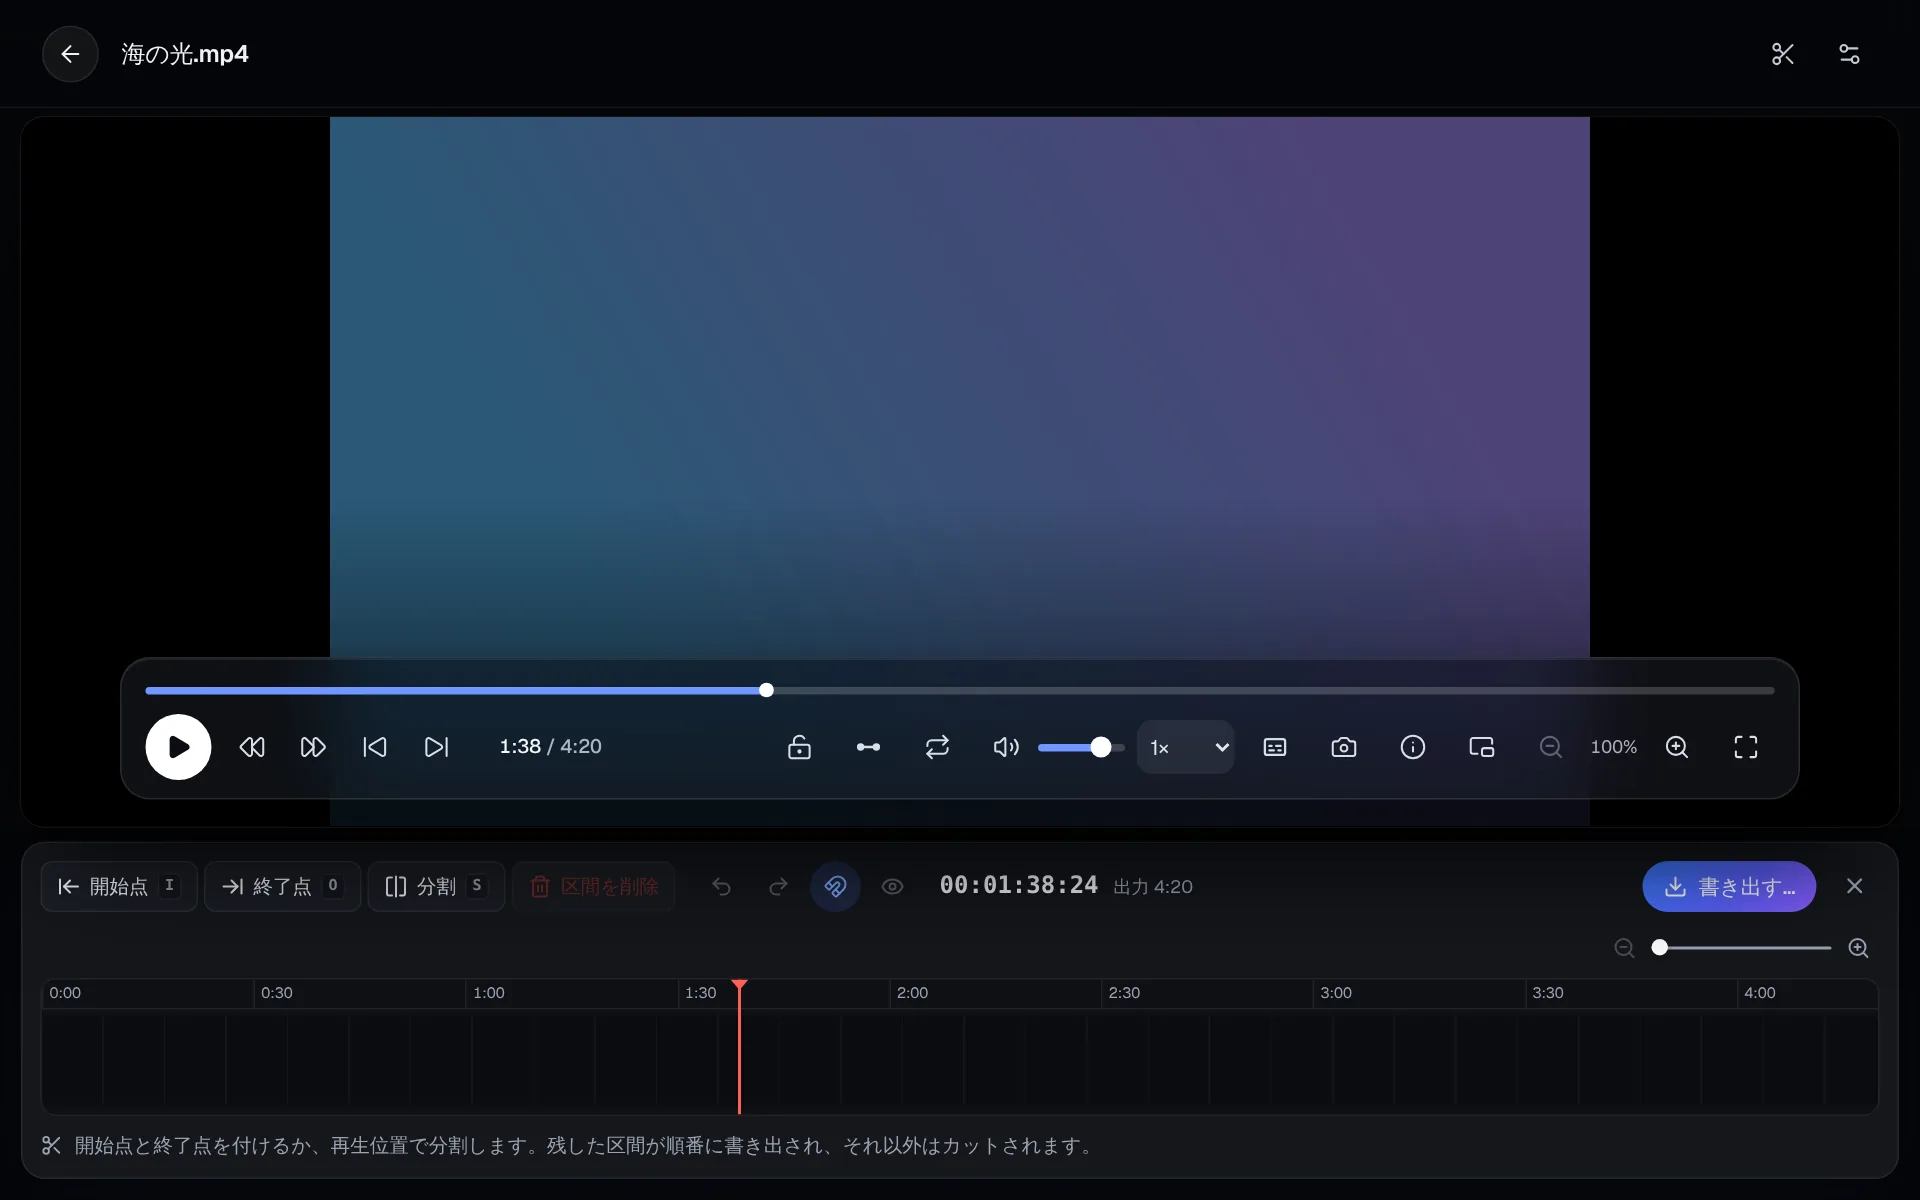 海の光.mp4
1:38 / 4:20
1×
100%
開始点 I
終了点 O
分割 S
区間を削除
00:01:38:24 出力 4:20
書き出す…
0:00 0:30 1:00 1:30 2:00 2:30 3:00 3:30 4:00
開始点と終了点を付けるか、再生位置で分割します。残した区間が順番に書き出され、それ以外はカットされます。